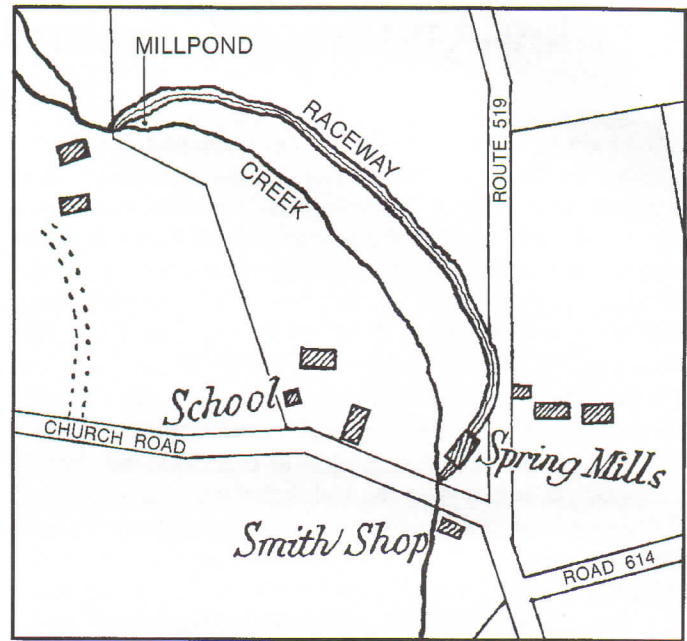 MILLPOND
RACEWAY
CREEK
ROUTE 519
School
CHURCH ROAD
Spring Mills
Smith Shop
ROAD 614